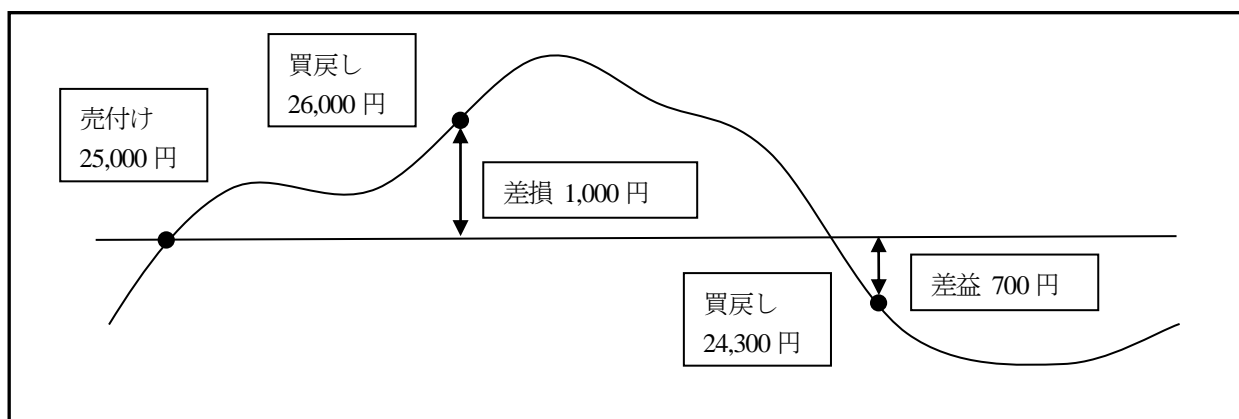 売付け
25,000 円
買戻し
26,000 円
差損 1,000 円
買戻し
24,300 円
差益 700 円